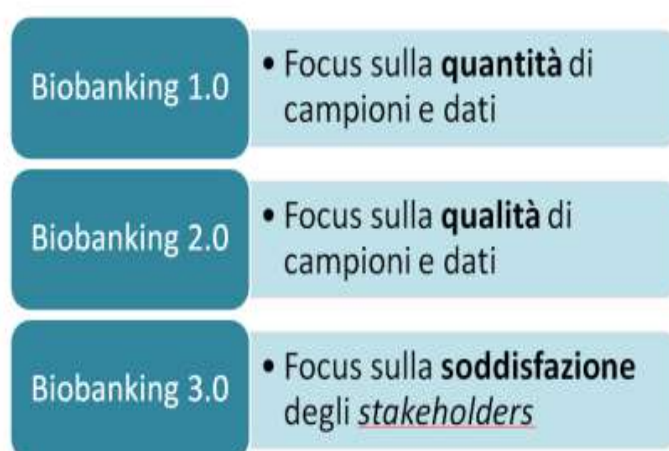 Biobanking 1.0
• Focus sulla quantità di
campioni e dati
Biobanking 2.0
• Focus sulla qualità di
campioni e dati
Biobanking 3.0
• Focus sulla soddisfazione
degli stakeholders